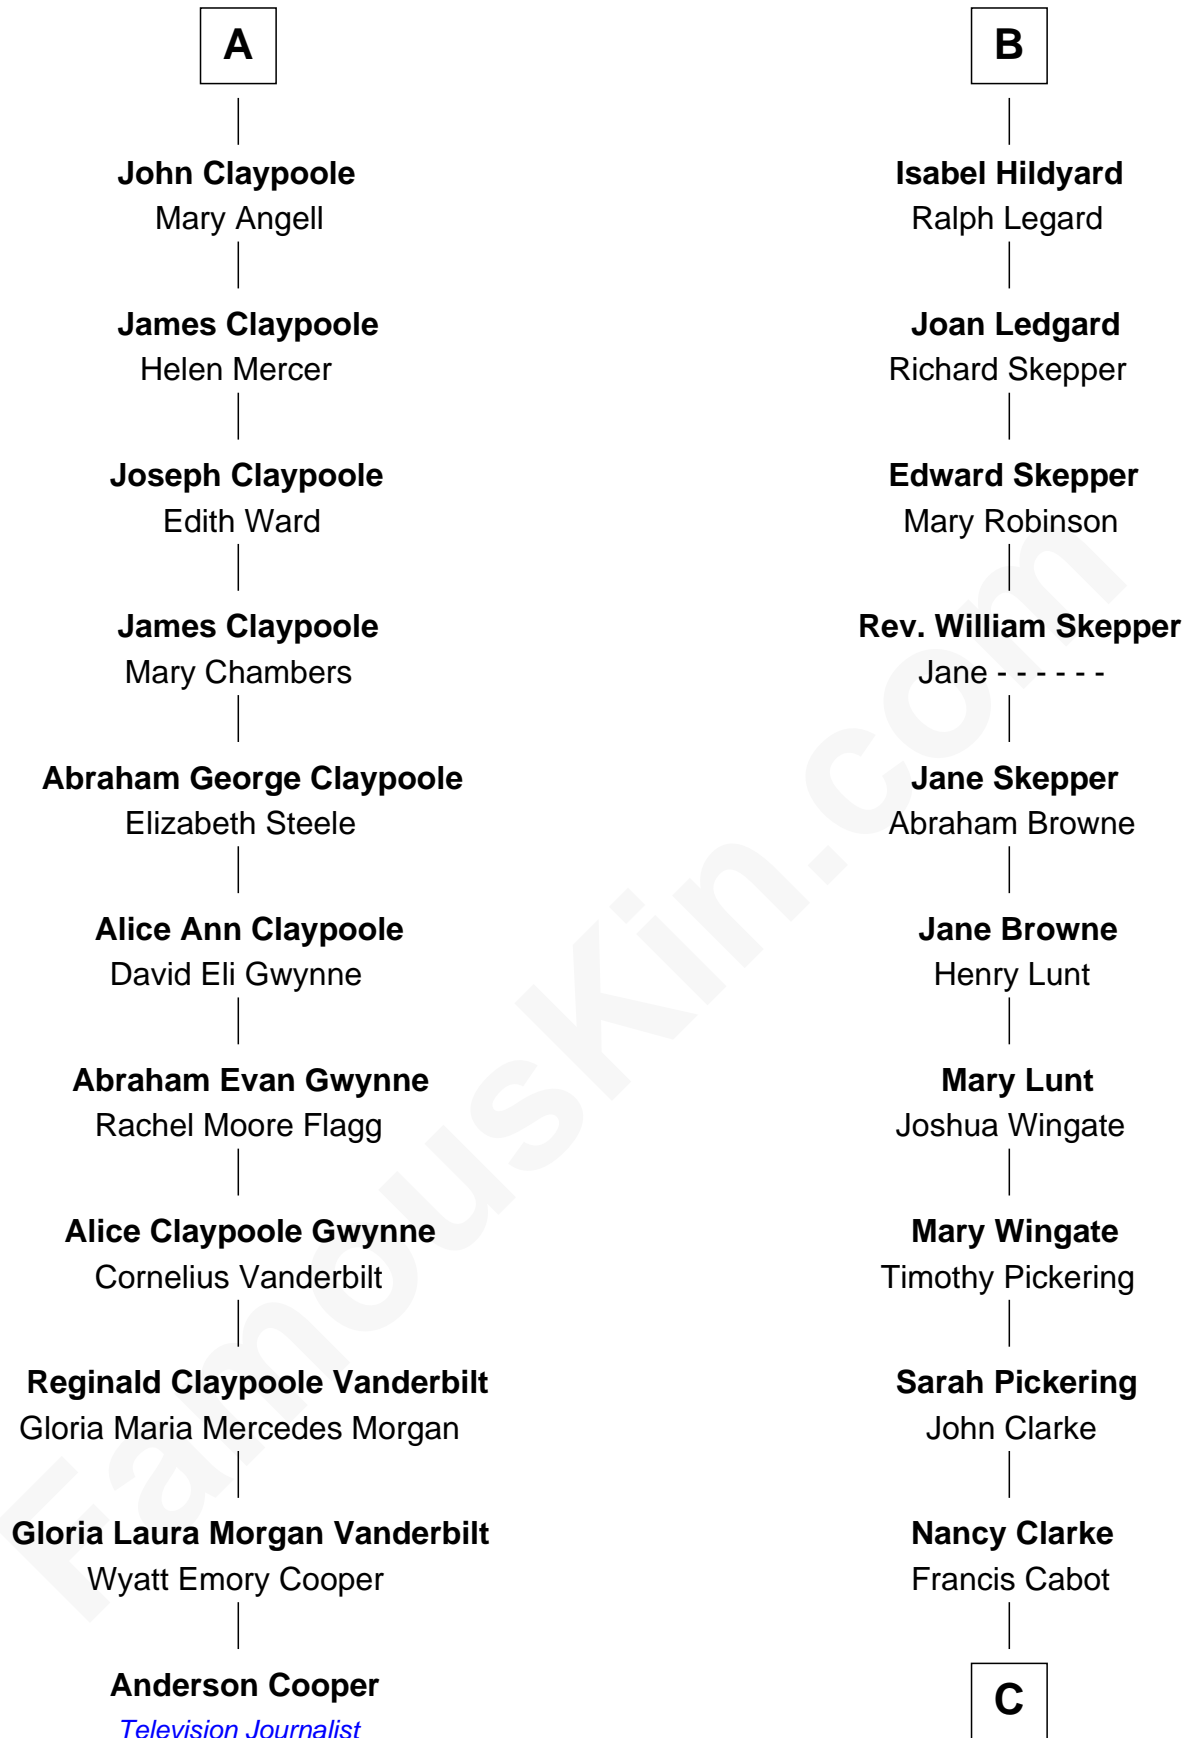 A
John Claypoole
Mary Angell
James Claypoole
Helen Mercer
Joseph Claypoole
Edith Ward
James Claypoole
Mary Chambers
Abraham George Claypoole
Elizabeth Steele
Alice Ann Claypoole
David Eli Gwynne
Abraham Evan Gwynne
Rachel Moore Flagg
Alice Claypoole Gwynne
Cornelius Vanderbilt
Reginald Claypoole Vanderbilt
Gloria Maria Mercedes Morgan
Gloria Laura Morgan Vanderbilt
Wyatt Emory Cooper
Anderson Cooper
Television Journalist
B
Isabel Hildyard
Ralph Legard
Joan Ledgard
Richard Skepper
Edward Skepper
Mary Robinson
Rev. William Skepper
Jane - - - - - -
Jane Skepper
Abraham Browne
Jane Browne
Henry Lunt
Mary Lunt
Joshua Wingate
Mary Wingate
Timothy Pickering
Sarah Pickering
John Clarke
Nancy Clarke
Francis Cabot
C
FamousKin.com